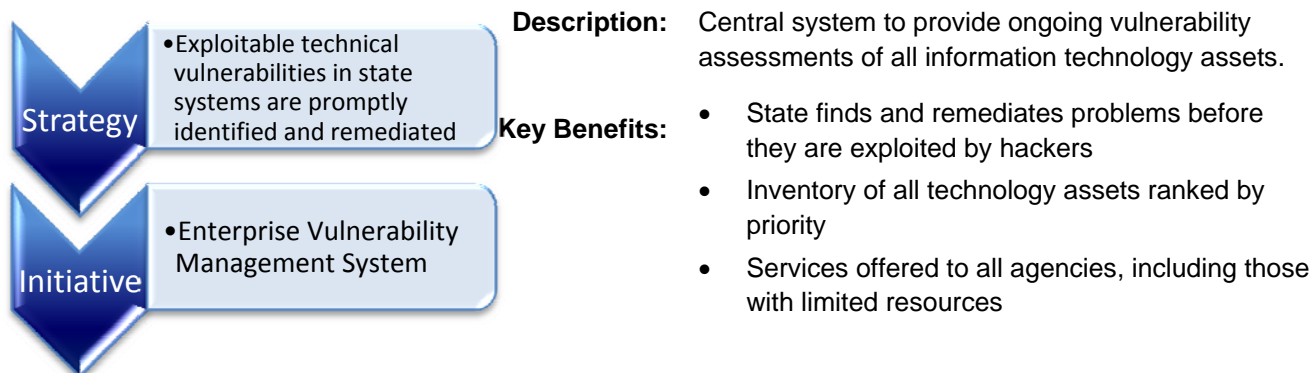 Strategy
•Exploitable technical
vulnerabilities in state
systems are promptly
identified and remediated
Initiative
•Enterprise Vulnerability
Management System
Description:
Central system to provide ongoing vulnerability
assessments of all information technology assets.
Key Benefits:
• State finds and remediates problems before
they are exploited by hackers
• Inventory of all technology assets ranked by
priority
• Services offered to all agencies, including those
with limited resources